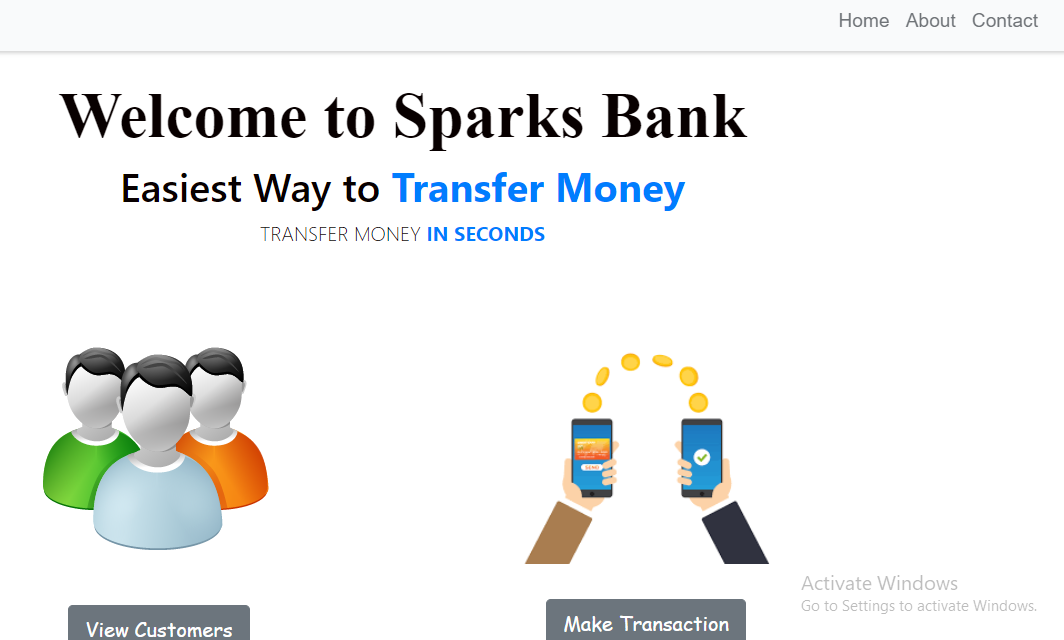 Home About Contact
Welcome to Sparks Bank
Easiest Way to Transfer Money
TRANSFER MONEY IN SECONDS
SEND
Activate Windows
Go to Settings to activate Windows.
View Customers
Make Transaction